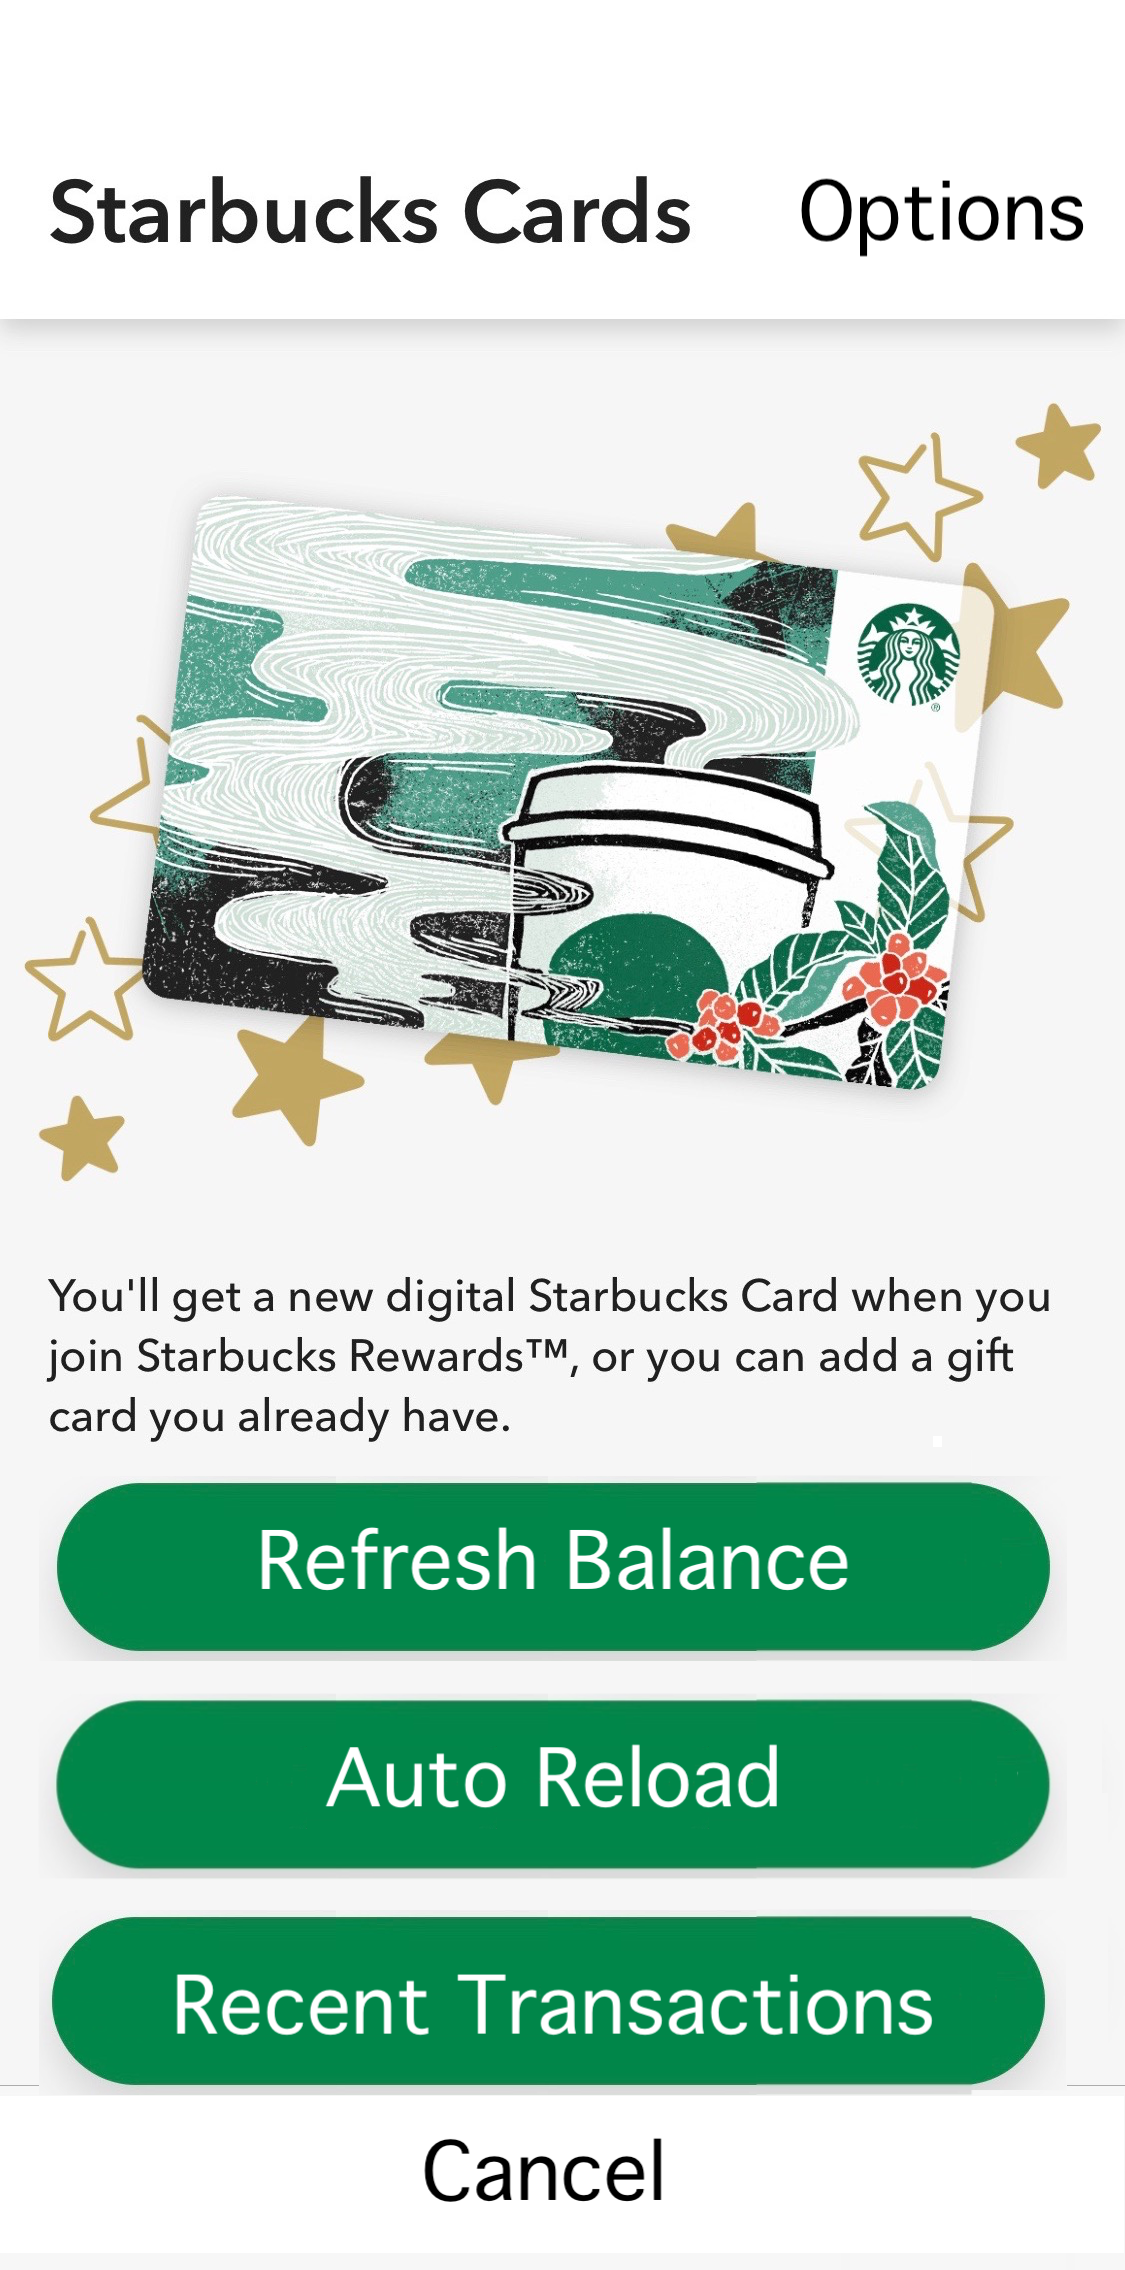 Starbucks Cards
Options
You'll get a new digital Starbucks Card when you
join Starbucks Rewards™, or you can add a gift
card you already have.
Refresh Balance
Auto Reload
Recent Transactions
Cancel